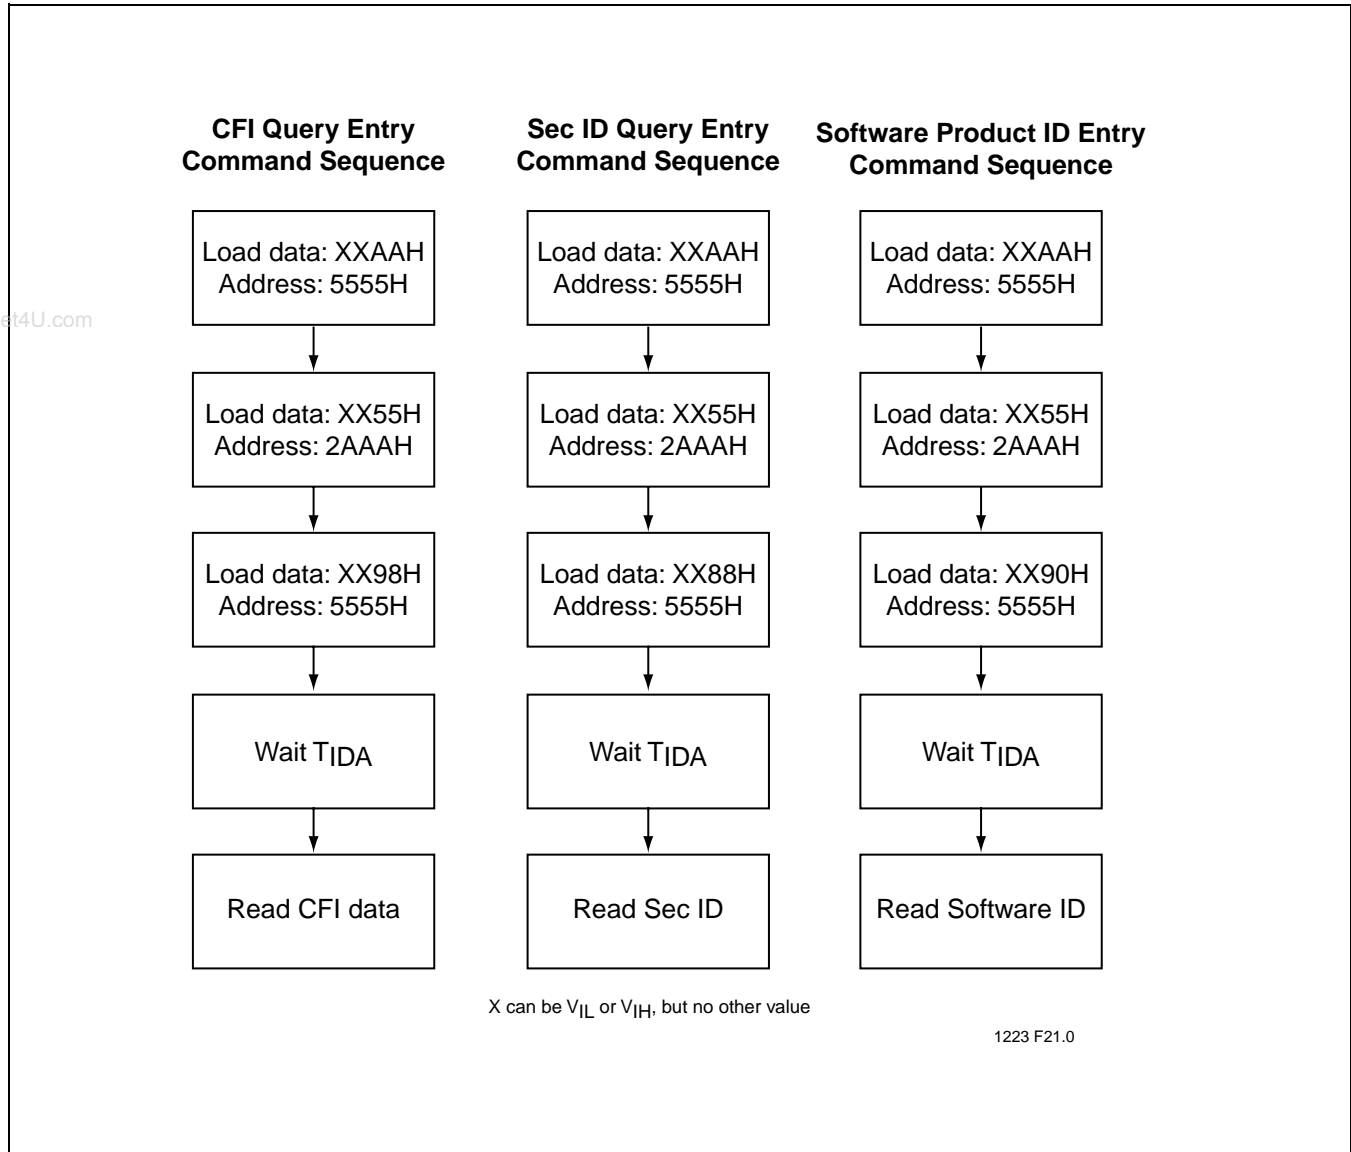 CFI Query Entry
Command Sequence
Load data: XXAAH
Address: 5555H
Load data: XX55H
Address: 2AAAH
Load data: XX98H
Address: 5555H
Wait TIDA
Read CFI data
Sec ID Query Entry
Command Sequence
Load data: XXAAH
Address: 5555H
Load data: XX55H
Address: 2AAAH
Load data: XX88H
Address: 5555H
Wait TIDA
Read Sec ID
Software Product ID Entry
Command Sequence
Load data: XXAAH
Address: 5555H
Load data: XX55H
Address: 2AAAH
Load data: XX90H
Address: 5555H
Wait TIDA
Read Software ID
X can be VIL or VIH, but no other value
1223 F21.0
et4U.com